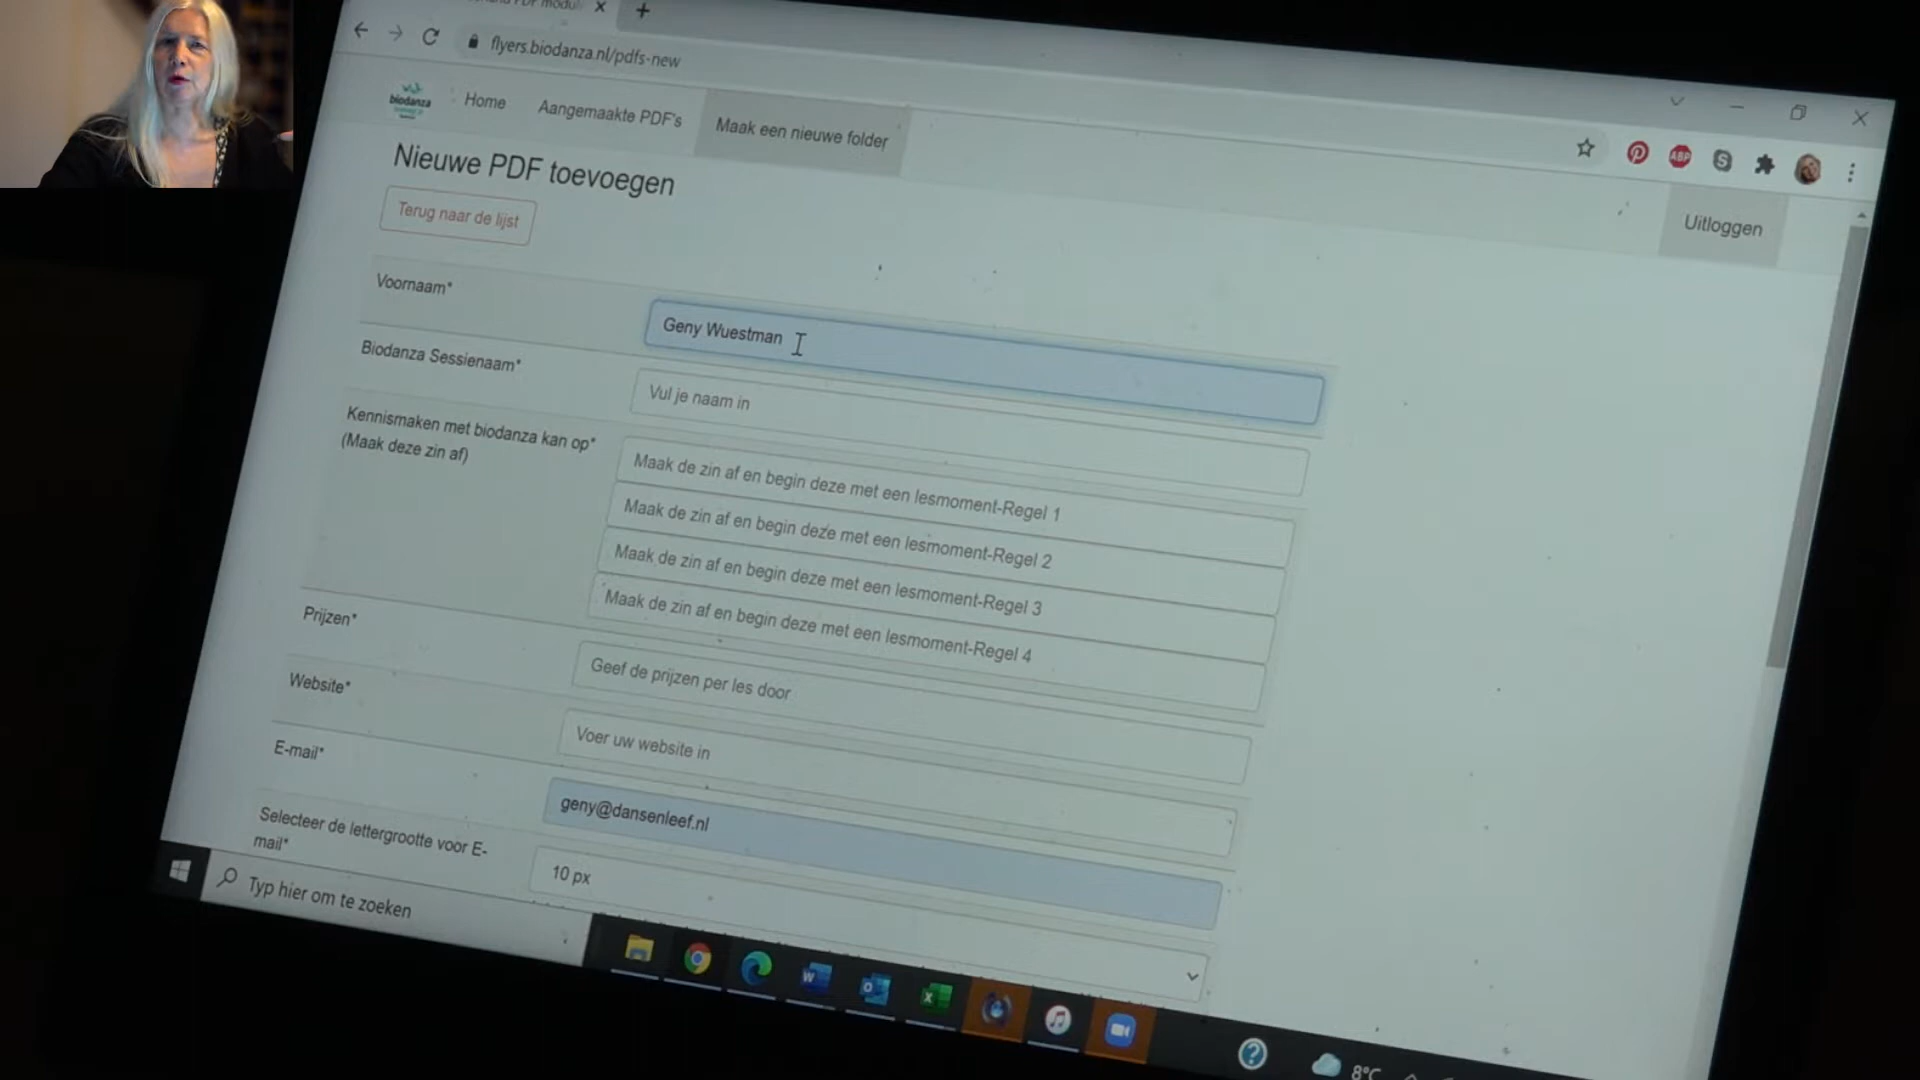 flyers.biodanza.nl/pdfs-new
biodanza
Home
Aangemaakte PDF's
Maak een nieuwe folder
ABP
Uitloggen
Nieuwe PDF toevoegen
Terug naar de lijst
Voornaam*
Geny Wuestman
Biodanza Sessienaam*
Vul je naam in
Kennismaken met biodanza kan op*
(Maak deze zin af)
Maak de zin af en begin deze met een lesmoment-Regel 1
Maak de zin af en begin deze met een lesmoment-Regel 2
Maak de zin af en begin deze met een lesmoment-Regel 3
Maak de zin af en begin deze met een lesmoment-Regel 4
Prijzen*
Geef de prijzen per les door
Website*
Voer uw website in
E-mail*
geny@dansenleef.nl
Selecteer de lettergrootte voor E-
mail*
10 px
Typ hier om te zoeken
8°C